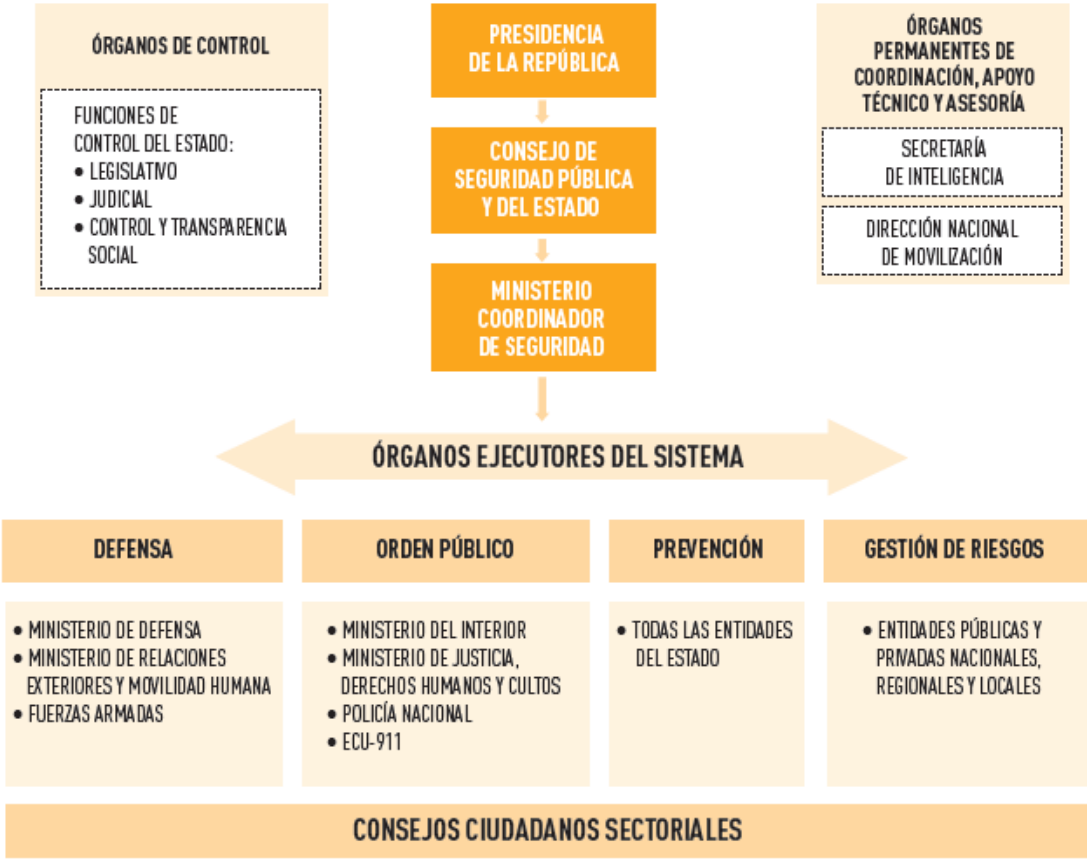 ÓRGANOS DE CONTROL
FUNCIONES DE
CONTROL DEL ESTADO:
• LEGISLATIVO
• JUDICIAL
• CONTROL Y TRANSPARENCIA
SOCIAL
PRESIDENCIA
DE LA REPÚBLICA
CONSEJO DE
SEGURIDAD PÚBLICA
Y DEL ESTADO
MINISTERIO
COORDINADOR
DE SEGURIDAD
ÓRGANOS
PERMANENTES DE
COORDINACIÓN, APOYO
TÉCNICO Y ASESORÍA
SECRETARÍA
DE INTELIGENCIA
DIRECCIÓN NACIONAL
DE MOVILIZACIÓN
ÓRGANOS EJECUTORES DEL SISTEMA
DEFENSA
• MINISTERIO DE DEFENSA
• MINISTERIO DE RELACIONES
EXTERIORES Y MOVILIDAD HUMANA
• FUERZAS ARMADAS
ORDEN PÚBLICO
• MINISTERIO DEL INTERIOR
• MINISTERIO DE JUSTICIA,
DERECHOS HUMANOS Y CULTOS
• POLICÍA NACIONAL
• ECU-911
PREVENCIÓN
• TODAS LAS ENTIDADES
DEL ESTADO
GESTIÓN DE RIESGOS
• ENTIDADES PÚBLICAS Y
PRIVADAS NACIONALES,
REGIONALES Y LOCALES
CONSEJOS CIUDADANOS SECTORIALES